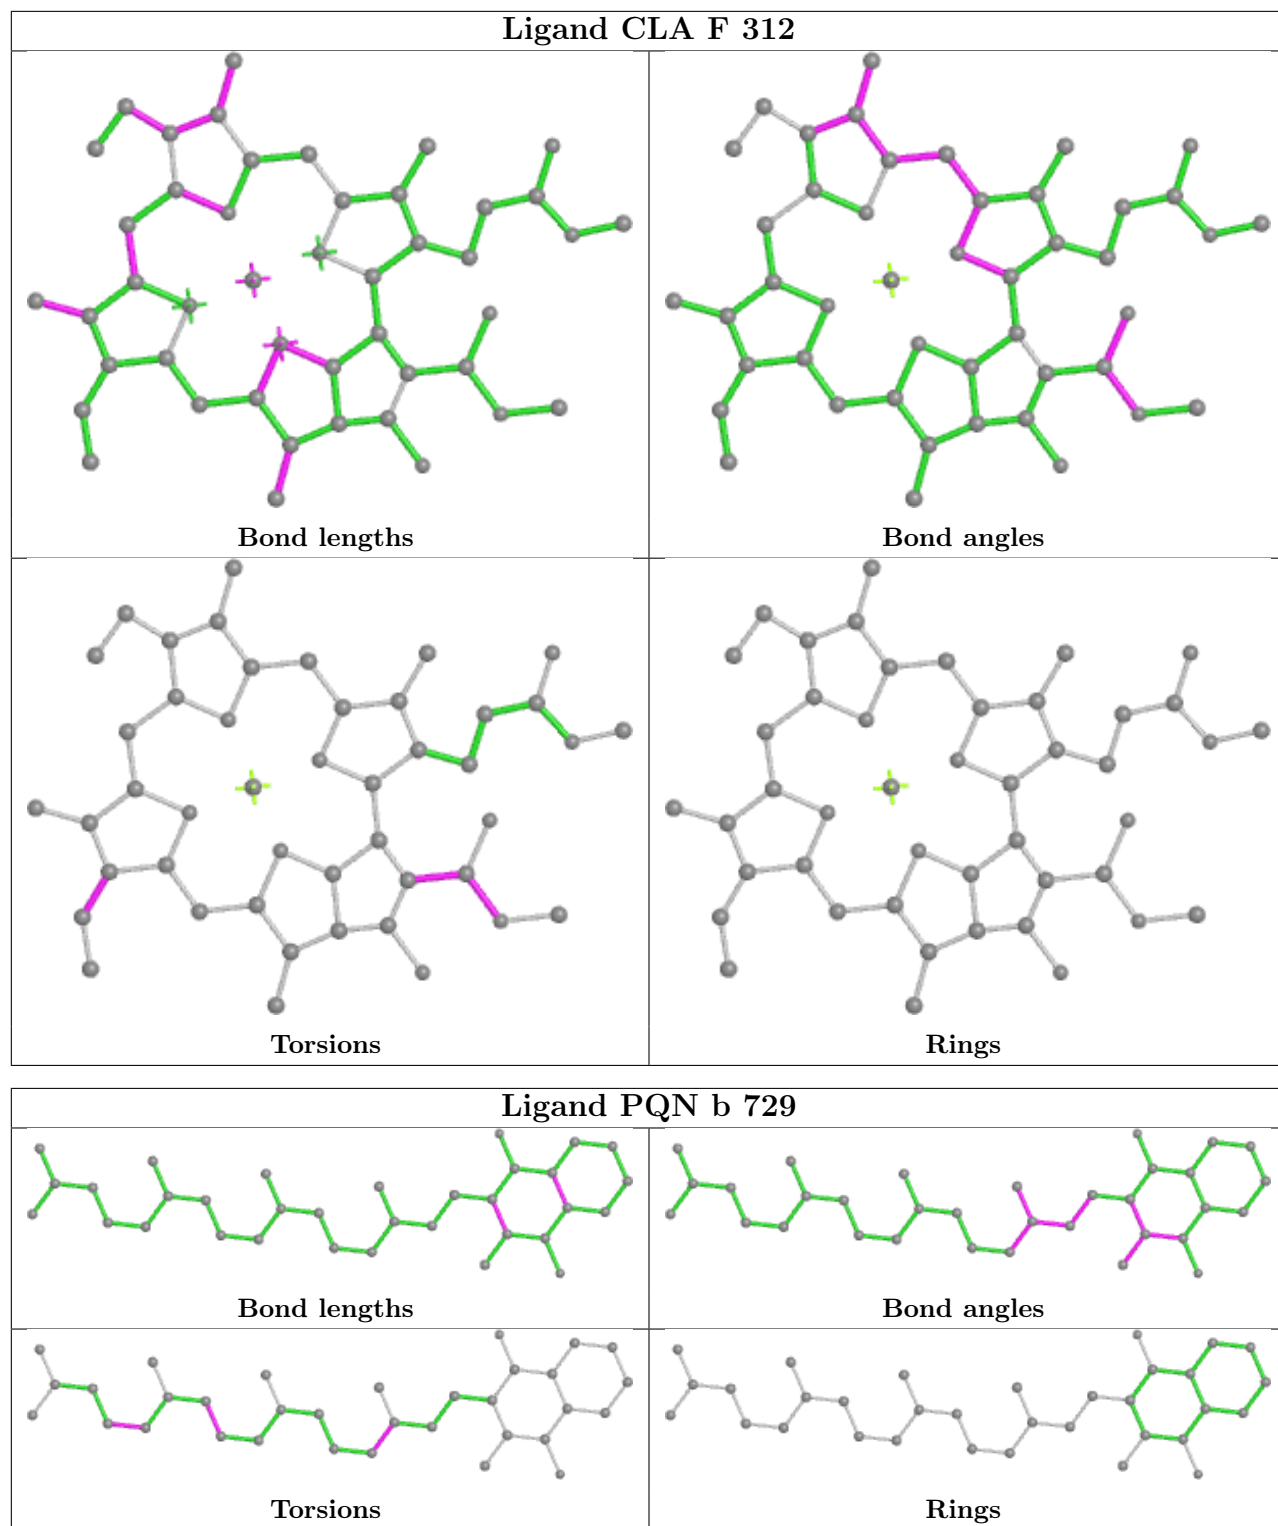 Ligand CLA F 312
Bond lengths
Bond angles
Torsions
Rings
Ligand PQN b 729
Bond lengths
Bond angles
Torsions
Rings